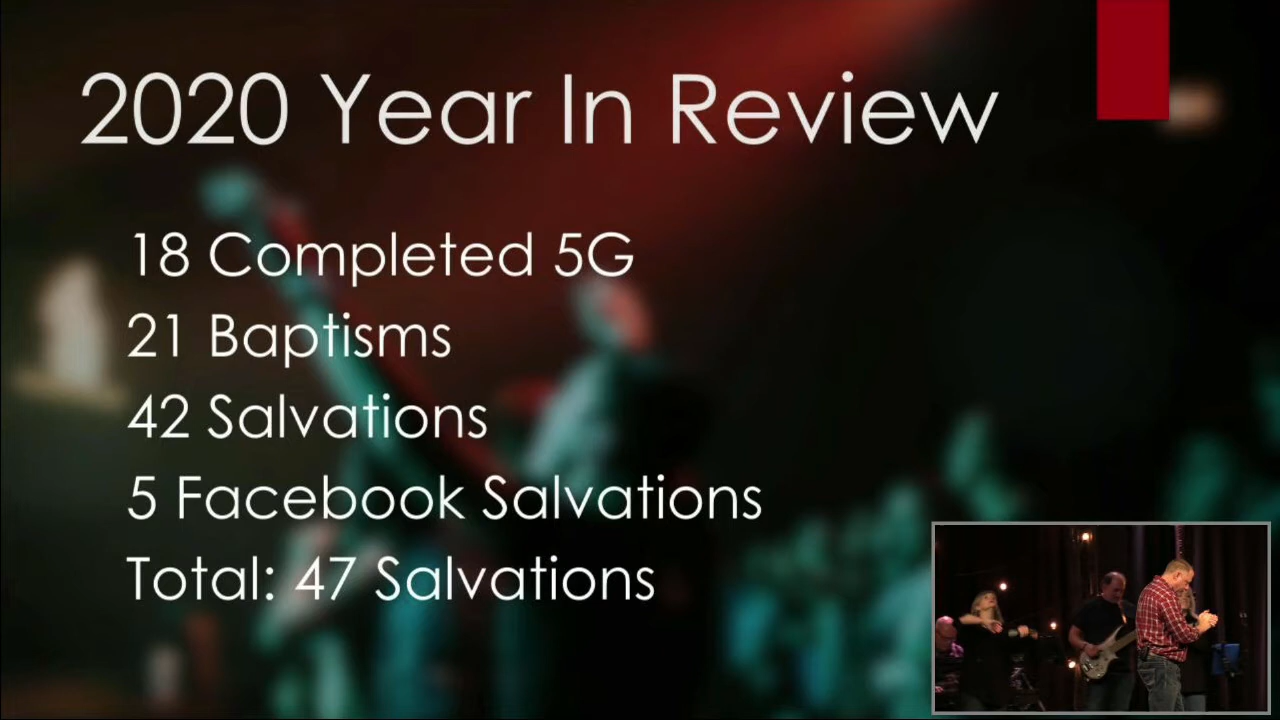 2020 Year In Review
18 Completed 5G
21 Baptisms
42 Salvations
5 Facebook Salvations
Total: 47 Salvations